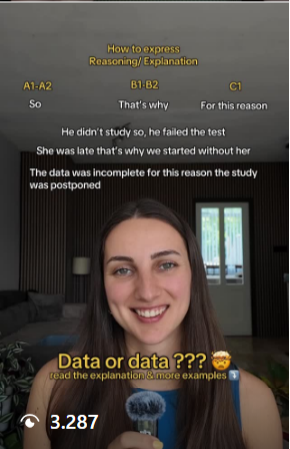 How to express
Reasoning/ Explanation
A1-A2 B1-B2 C1
So That's why For this reason
He didn't study so, he failed the test
She was late that's why we started without her
The data was incomplete for this reason the study
was postponed
Data or data ??? 🤯
read the explanation & more examples ⤵️
3.287